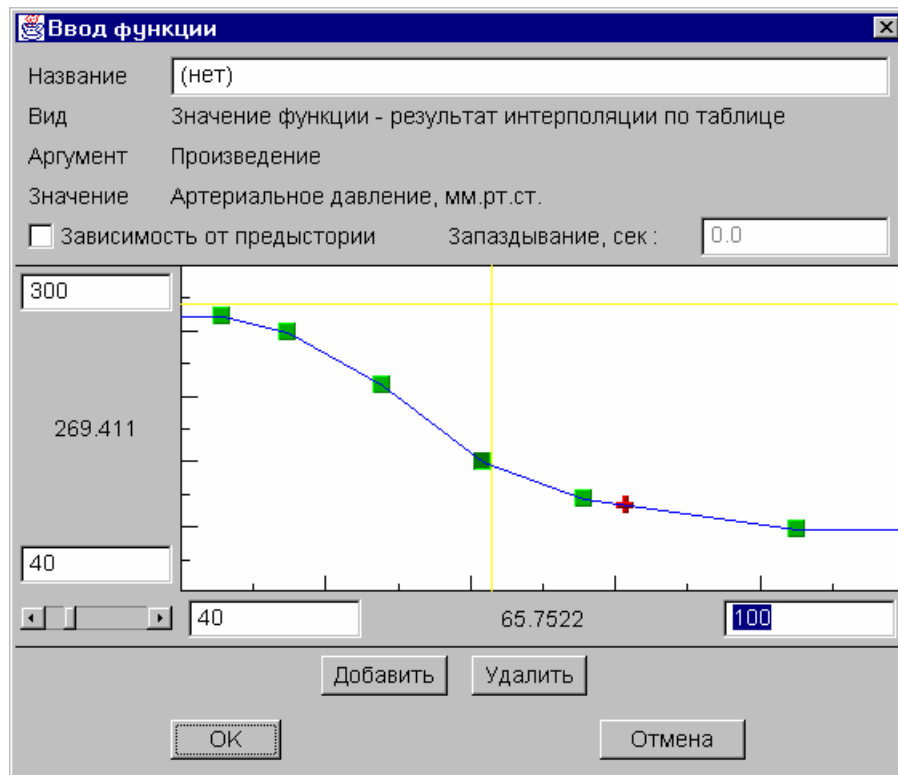 Ввод функции
Название (нет)
Вид Значение функции - результат интерполяции по таблице
Аргумент Произведение
Значение Артериальное давление, мм.рт.ст.
Зависимость от предыстории Запаздывание, сек : 0.0
300
269.411
40
40 65.7522 100
Добавить Удалить
OK Отмена